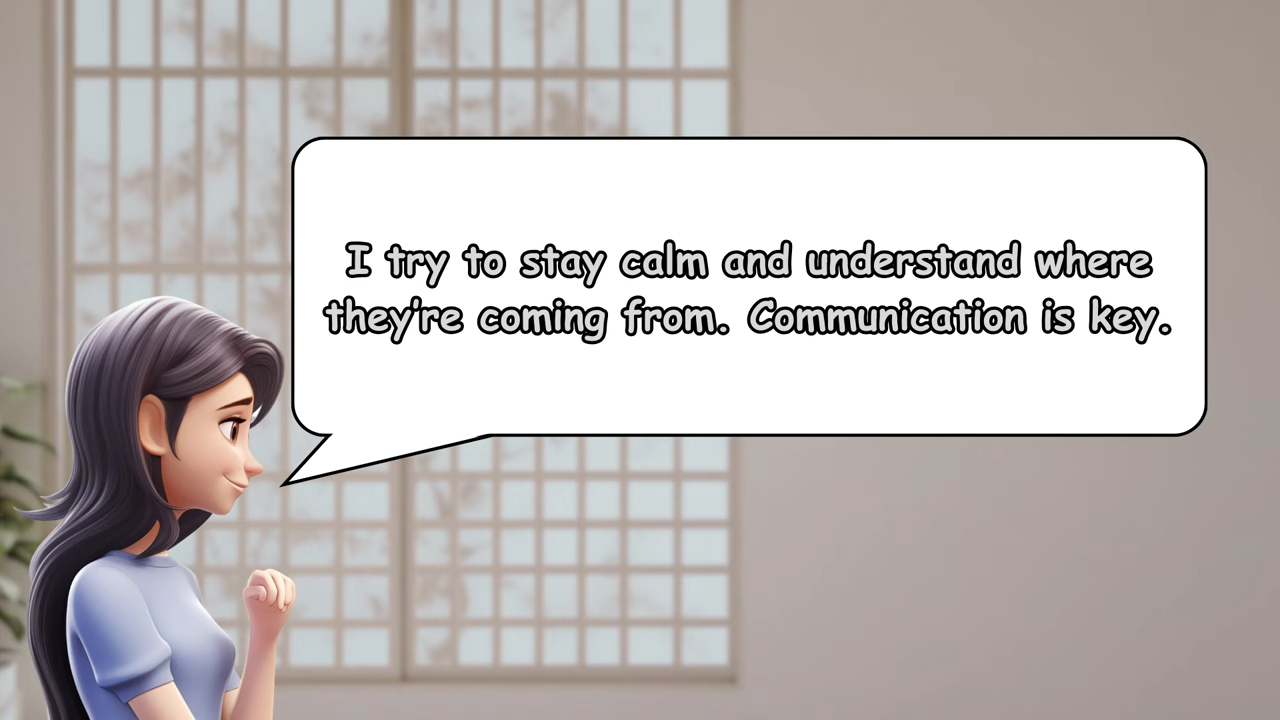 I try to stay calm and understand where
they're coming from. Communication is key.